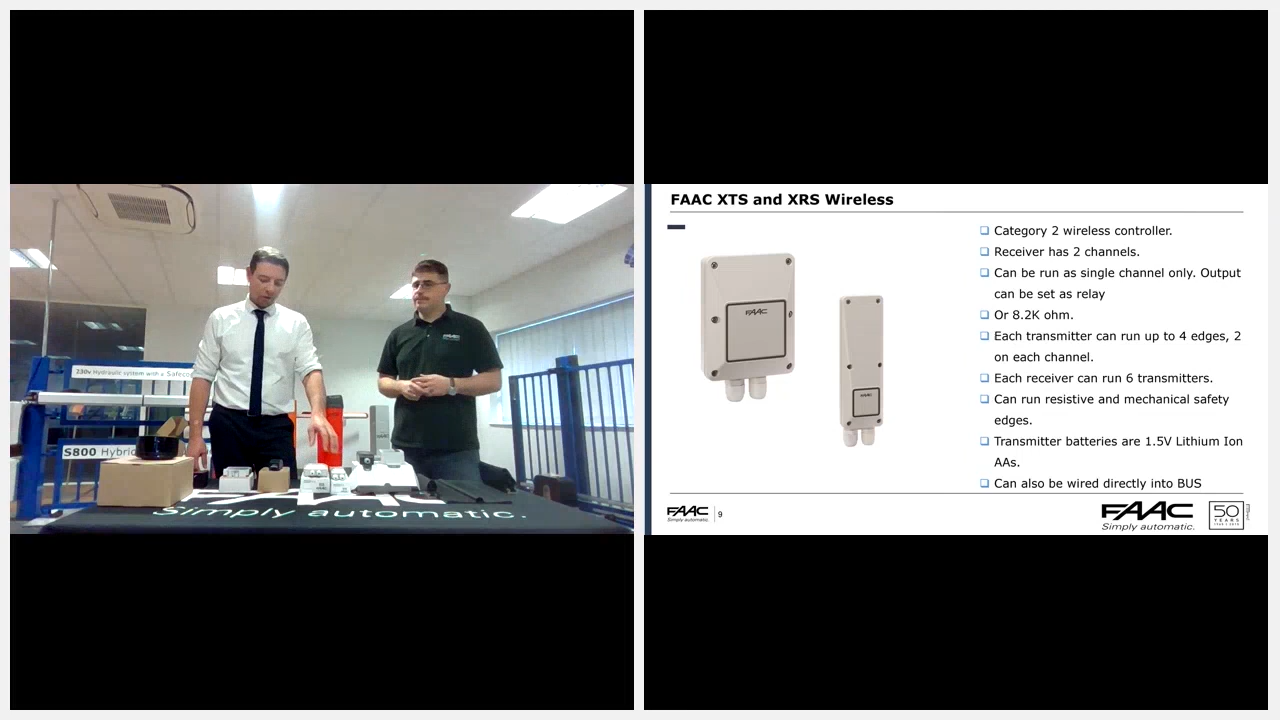 230v Hydraulic system with a Safecoder
S800 Hybrid
FAAC
FAAC
Simply automatic.
FAAC XTS and XRS Wireless
FAAC
FAAC
❑ Category 2 wireless controller.
❑ Receiver has 2 channels.
❑ Can be run as single channel only. Output
can be set as relay
❑ Or 8.2K ohm.
❑ Each transmitter can run up to 4 edges, 2
on each channel.
❑ Each receiver can run 6 transmitters.
❑ Can run resistive and mechanical safety
edges.
❑ Transmitter batteries are 1.5V Lithium Ion
AAs.
❑ Can also be wired directly into BUS
FAAC
Simply automatic.
9
FAAC
Simply automatic.
50
YEARS